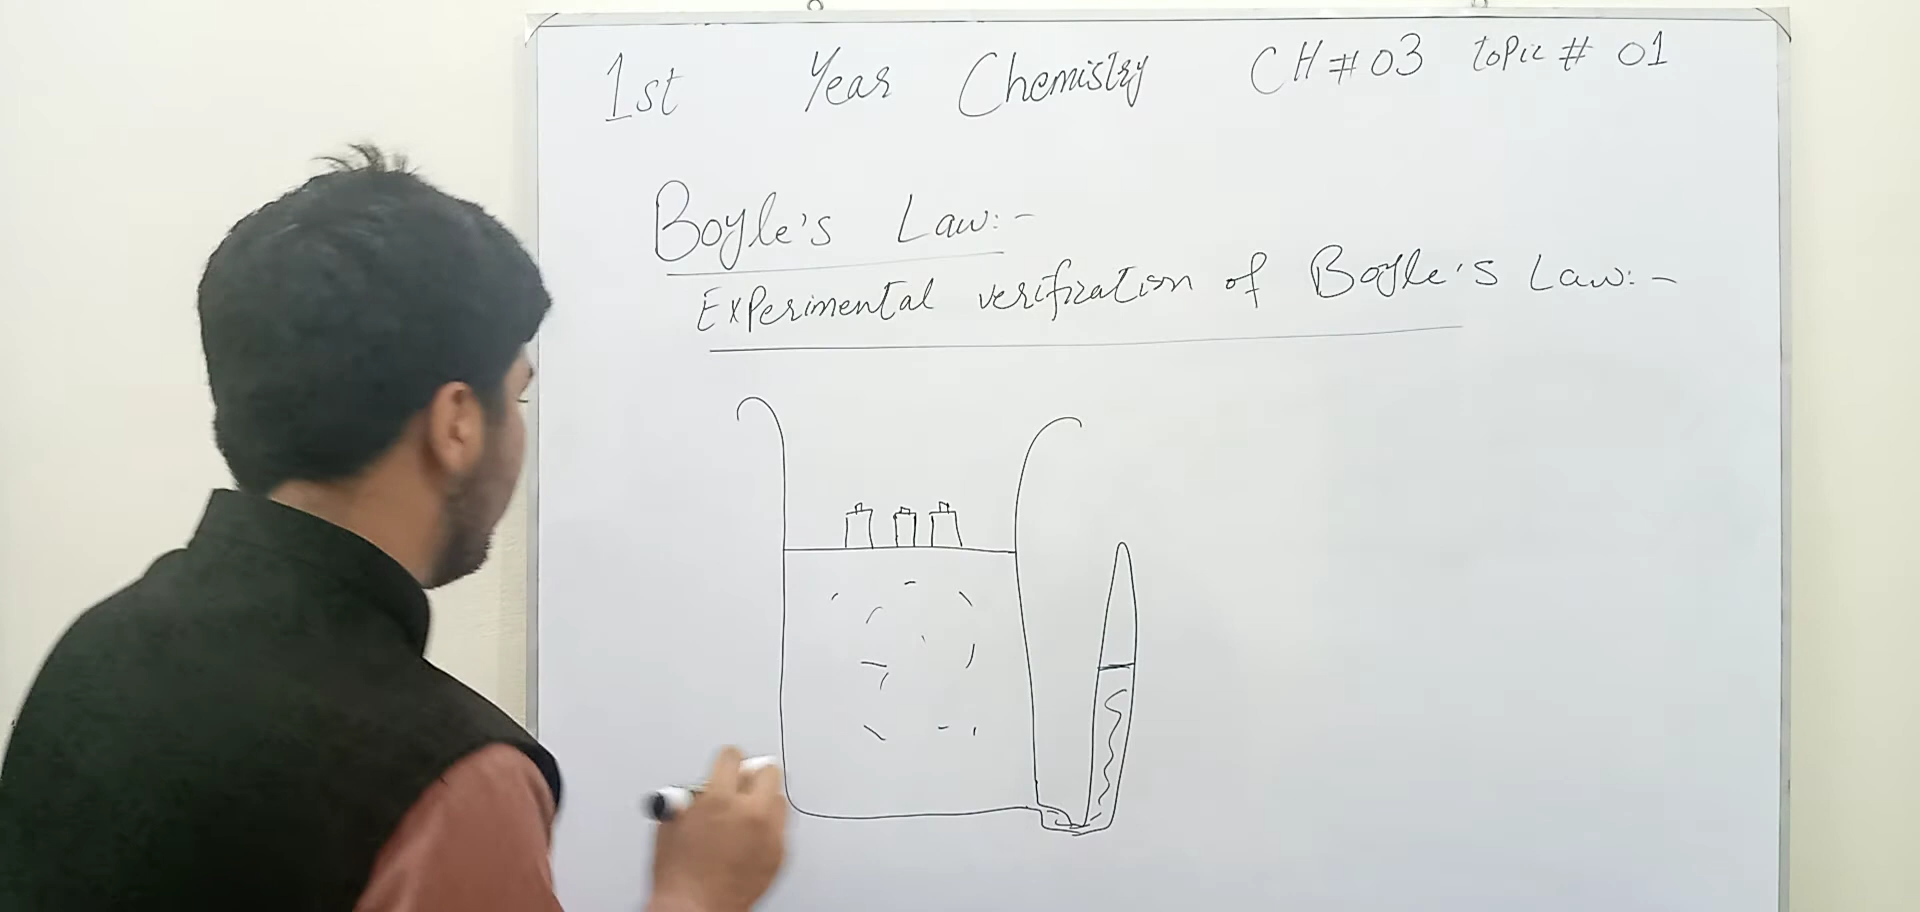 1st Year Chemistry CH # 03 topic # 01
Boyle's Law:-
Experimental verification of Boyle's Law:-